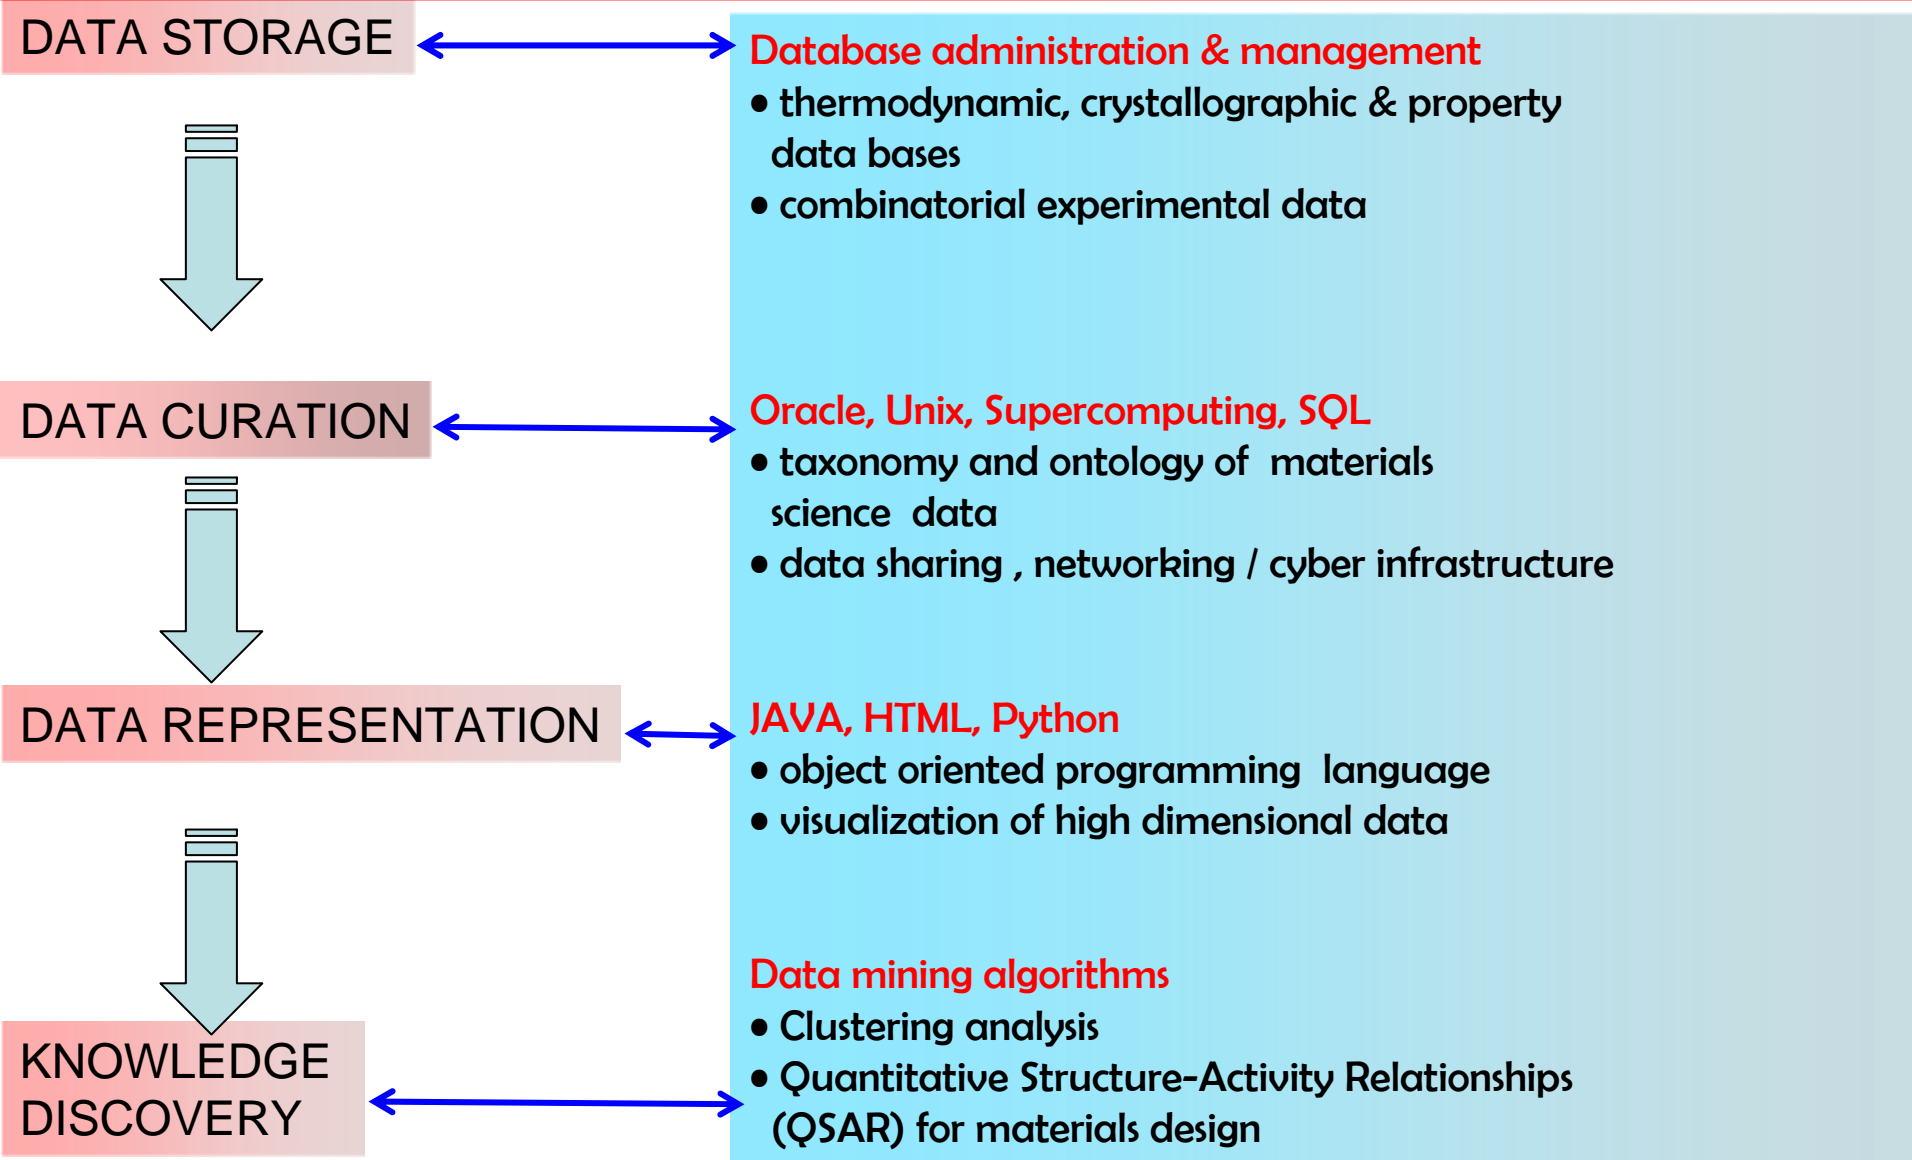 DATA STORAGE
Database administration & management
• thermodynamic, crystallographic & property
data bases
• combinatorial experimental data
DATA CURATION
Oracle, Unix, Supercomputing, SQL
• taxonomy and ontology of materials
science data
• data sharing , networking / cyber infrastructure
DATA REPRESENTATION
JAVA, HTML, Python
• object oriented programming language
• visualization of high dimensional data
KNOWLEDGE
DISCOVERY
Data mining algorithms
• Clustering analysis
• Quantitative Structure-Activity Relationships
(QSAR) for materials design